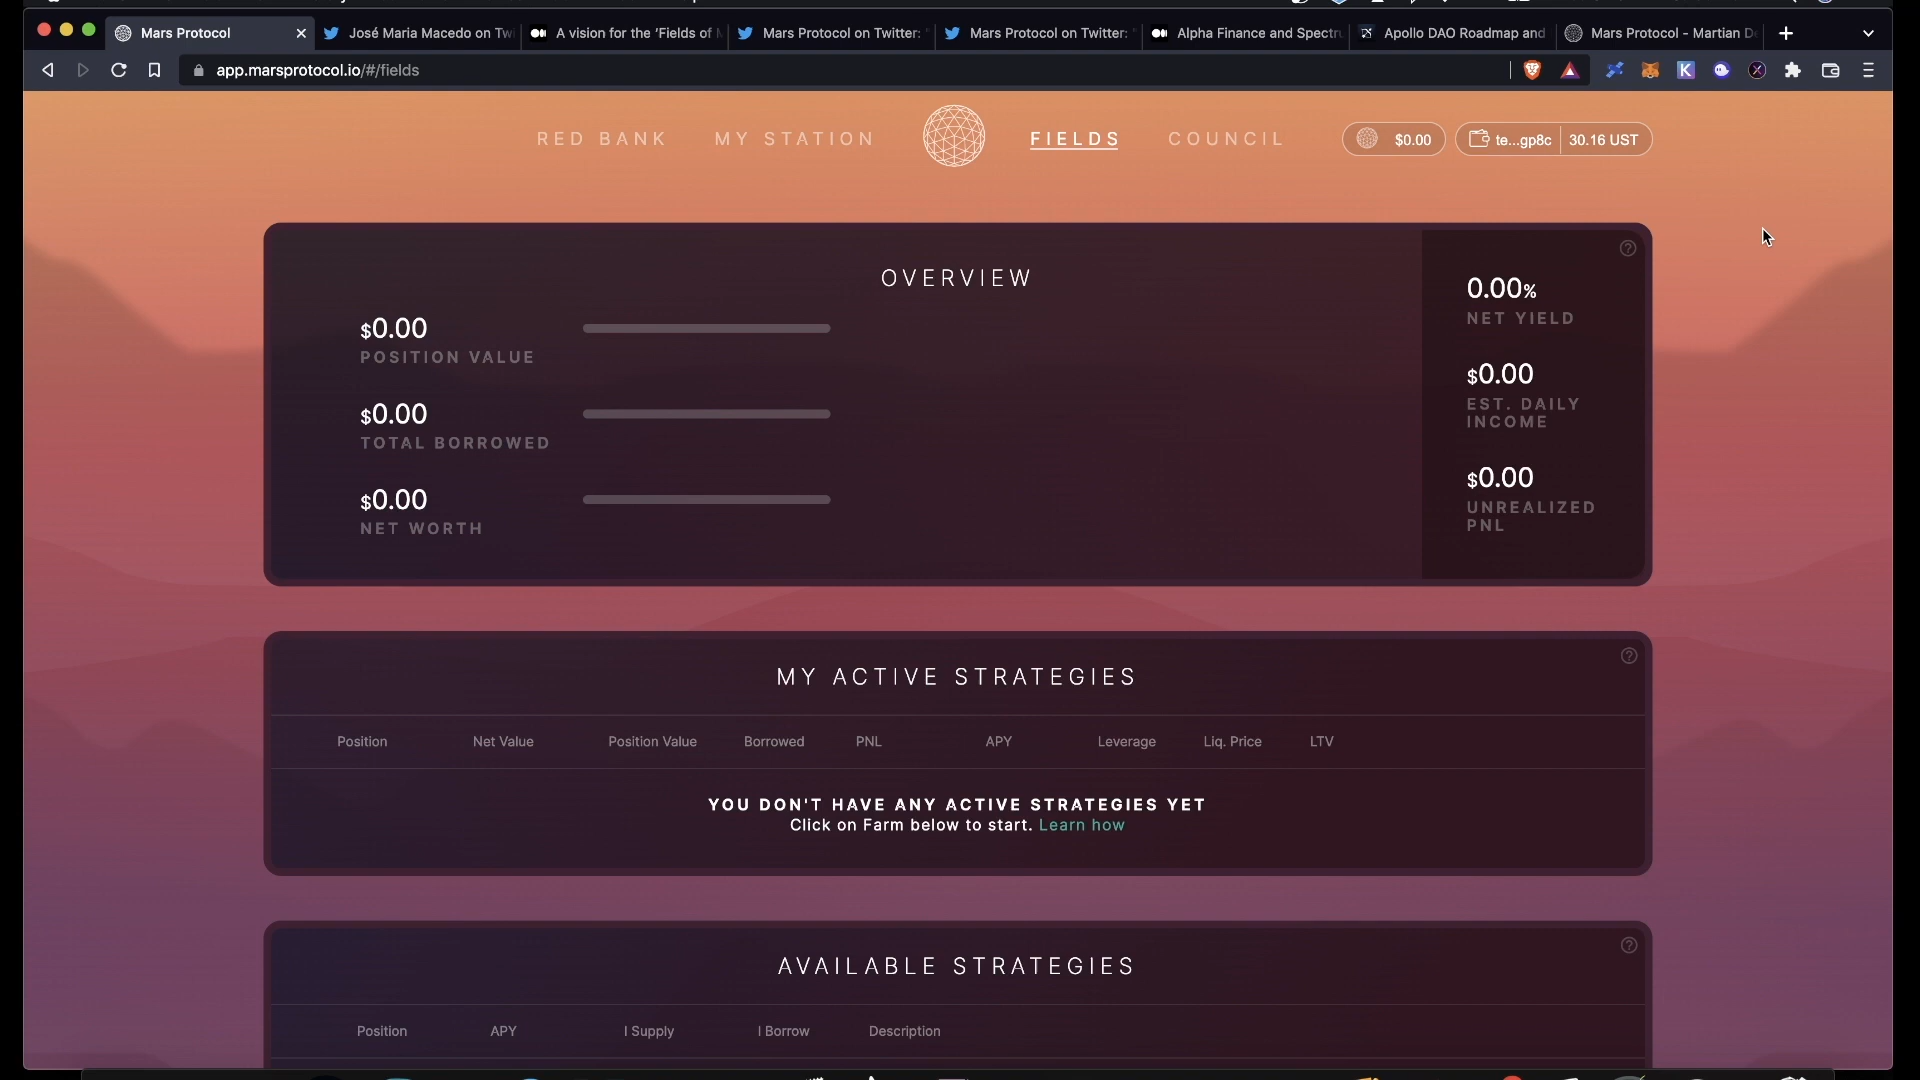 Mars Protocol
José Maria Macedo on Tw
A vision for the 'Fields of
Mars Protocol on Twitter:
Mars Protocol on Twitter:
Alpha Finance and Spectru
Apollo DAO Roadmap and
Mars Protocol - Martian De
app.marsprotocol.io/#/fields
RED BANK
MY STATION
FIELDS
COUNCIL
$0.00
te...gp8c
30.16 UST
OVERVIEW
$0.00
POSITION VALUE
$0.00
TOTAL BORROWED
$0.00
NET WORTH
0.00%
NET YIELD
$0.00
EST. DAILY
INCOME
$0.00
UNREALIZED
PNL
MY ACTIVE STRATEGIES
Position Net Value Position Value Borrowed PNL APY Leverage Liq. Price LTV
YOU DON'T HAVE ANY ACTIVE STRATEGIES YET
Click on Farm below to start. Learn how
AVAILABLE STRATEGIES
Position APY I Supply I Borrow Description